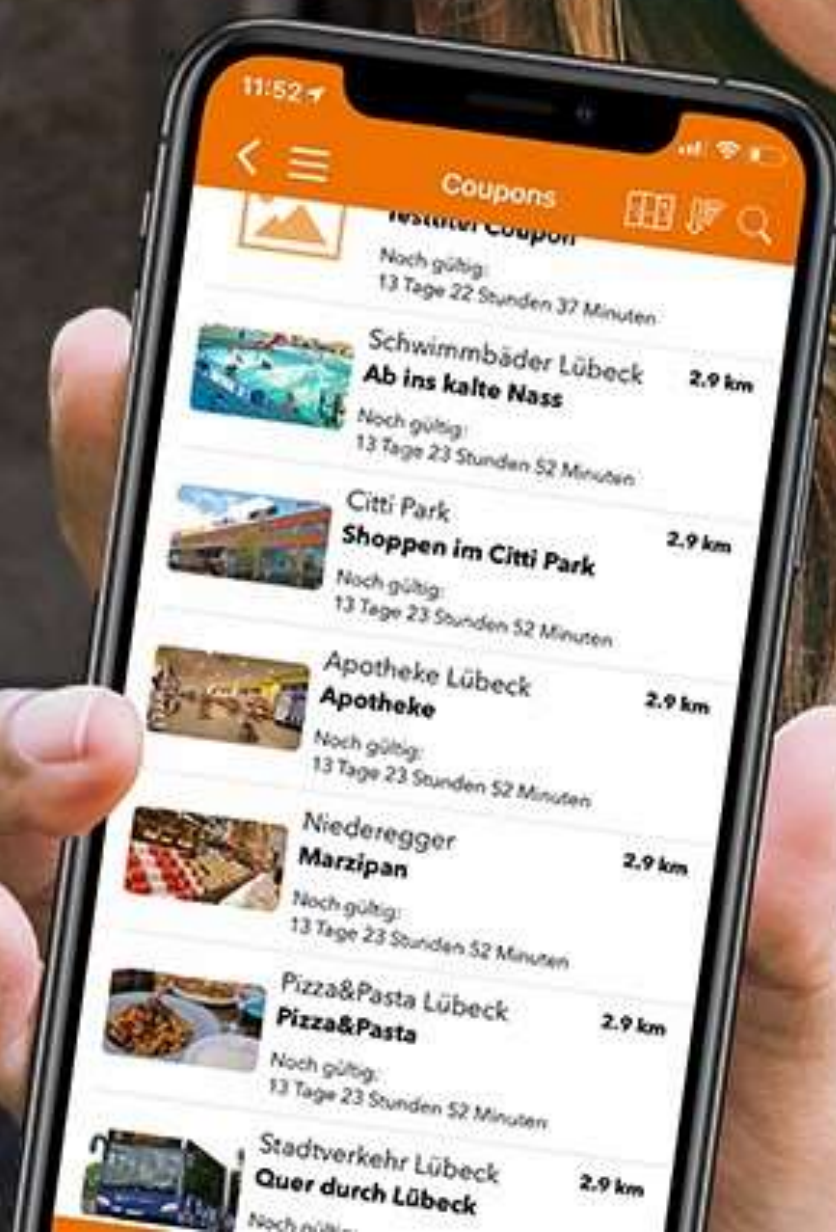 11:52
Coupons
Testtitel Coupon
Noch gültig:
13 Tage 22 Stunden 37 Minuten
Schwimmbäder Lübeck
2.9 km
Ab ins kalte Nass
Noch gültig:
13 Tage 23 Stunden 52 Minuten
Citti Park
2.9 km
Shoppen im Citti Park
Noch gültig:
13 Tage 23 Stunden 52 Minuten
Apotheke Lübeck
2.9 km
Apotheke
Noch gültig:
13 Tage 23 Stunden 52 Minuten
Niederegger
2.9 km
Marzipan
Noch gültig:
13 Tage 23 Stunden 52 Minuten
Pizza&Pasta Lübeck
2.9 km
Pizza&Pasta
Noch gültig:
13 Tage 23 Stunden 52 Minuten
Stadtverkehr Lübeck
2.9 km
Quer durch Lübeck
Noch gültig: